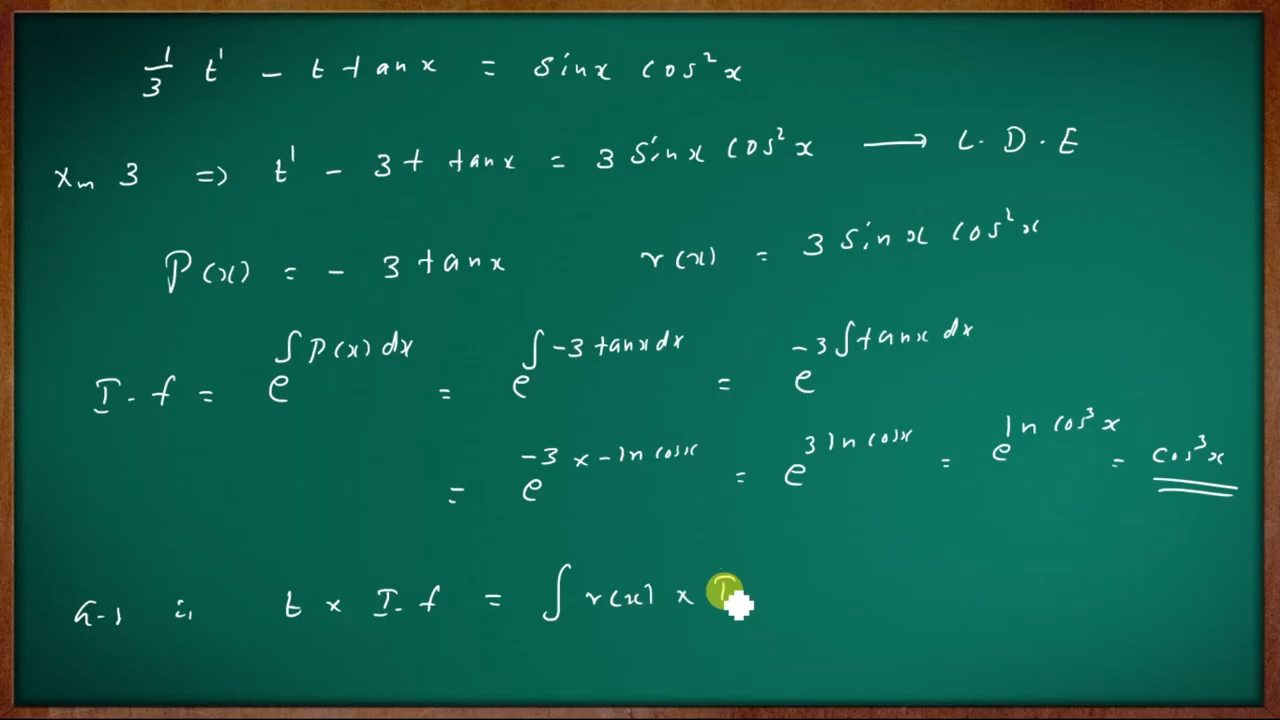 1/3 t' - t tan x = sin x cos² x
xm 3 => t' - 3t tan x = 3 sin x cos² x → L.D.E
P(x) = - 3 tan x r(x) = 3 sin x cos² x
I.f = e^∫P(x) dx = e^∫-3 tan x dx = e^-3∫tan x dx
= e^-3 x -ln cos x = e^3 ln cos x = e^ln cos³ x = cos³ x
G.s is t x I.f = ∫ r(x) x I